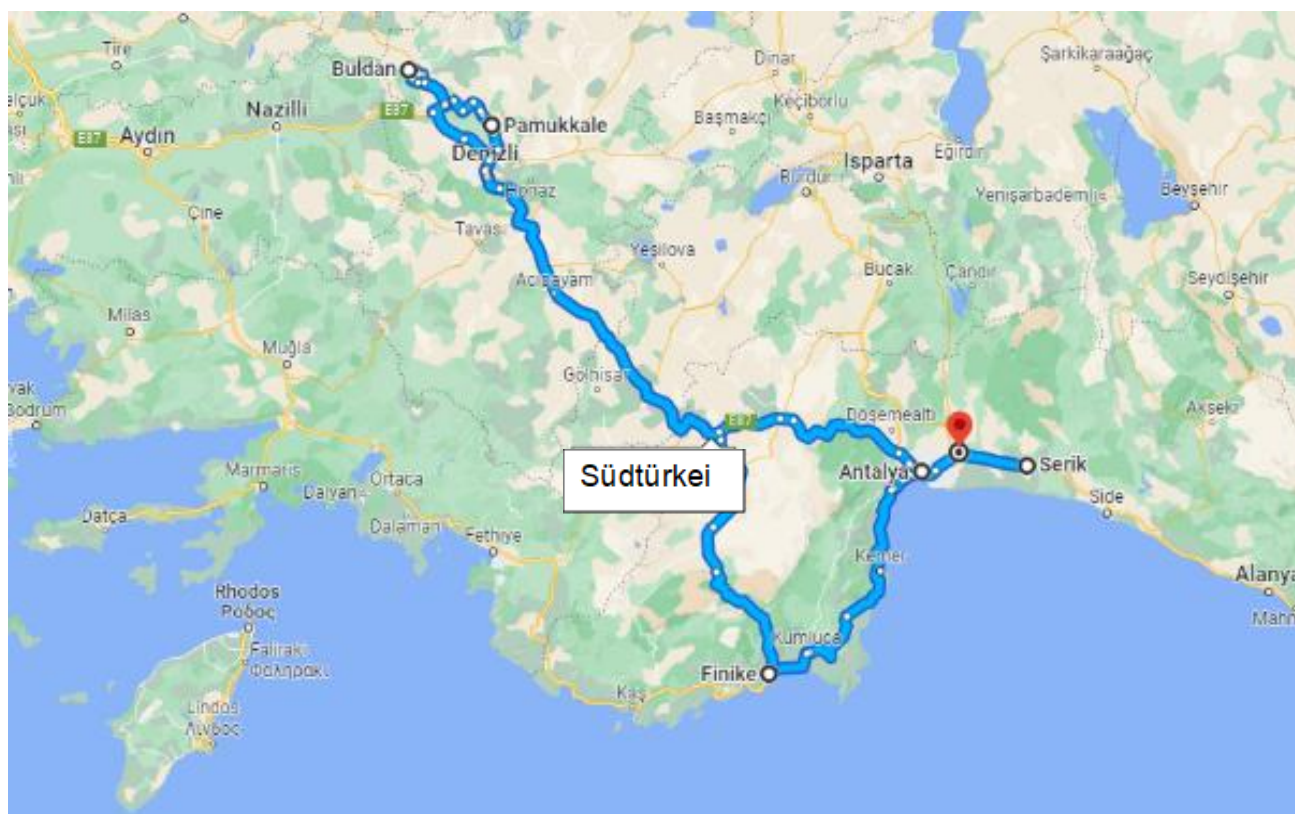 Tire
Dinar
Şarkikaraağaç
Buldan
Keçiborlu
Nazilli
E87
Pamukkale
Başmakçı
E87
Aydın
Denizli
Isparta
Eğirdir
Burdur
Yenişarbademli
Beyşehir
Honaz
Çine
Tavas
Yeşilova
Acıpayam
Bucak
Çandır
Seydişehir
Milas
Muğla
Gölhisar
Bodrum
E87
Döşemealtı
Akseki
Südtürkei
Antalya
Serik
Marmaris
Ortaca
Side
Datça
Dalaman
Fethiye
Kemer
Alanya
Rhodos
Ρόδος
Kumluca
Faliraki
Φαληράκι
Finike
Kaş
Lindos
Λίνδος